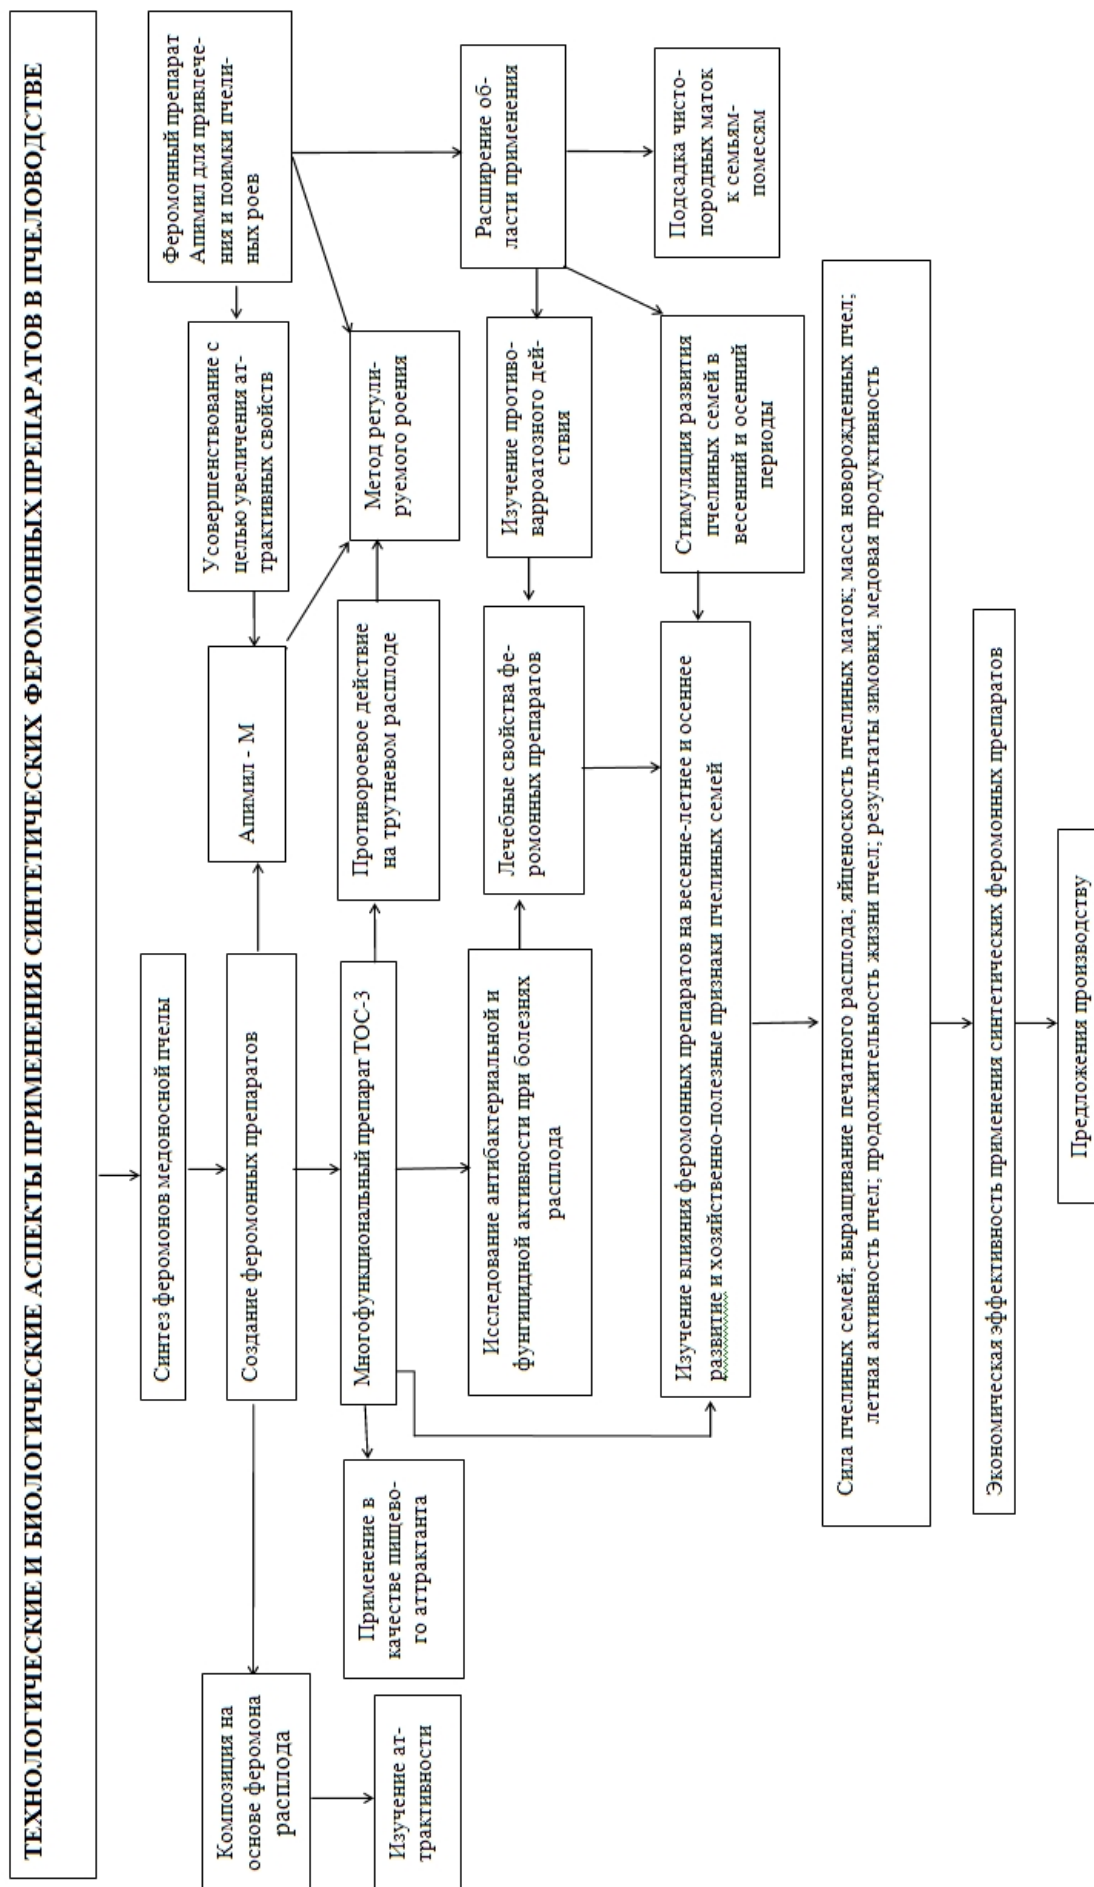 ТЕХНОЛОГИЧЕСКИЕ И БИОЛОГИЧЕСКИЕ АСПЕКТЫ ПРИМЕНЕНИЯ СИНТЕТИЧЕСКИХ ФЕРОМОННЫХ ПРЕПАРАТОВ В ПЧЕЛОВОДСТВЕ
Синтез феромонов медоносной пчелы
Феромонный препарат
Апимил для привлече-
ния и поимки пчели-
ных роев
Композиция на
основе феромона
расплода
Создание феромонных препаратов
Апимил - М
Усовершенствование с
целью увеличения ат-
трактивных свойств
Изучение ат-
трактивности
Применение в
качестве пищево-
го аттрактанта
Многофункциональный препарат ТОС-3
Противороевое действие
на трутневом расплоде
Метод регули-
руемого роения
Расширение об-
ласти применения
Исследование антибактериальной и
фунгицидной активности при болезнях
расплода
Лечебные свойства фе-
ромонных препаратов
Изучение противо-
варроатозного дей-
ствия
Подсадка чисто-
породных маток
к семьям-
помесям
Изучение влияния феромонных препаратов на весенне-летнее и осеннее
развитие и хозяйственно-полезные признаки пчелиных семей
Стимуляция развития
пчелиных семей в
весенний и осенний
периоды
Сила пчелиных семей; выращивание печатного расплода; яйценоскость пчелиных маток; масса новорожденных пчел;
летная активность пчел; продолжительность жизни пчел; результаты зимовки; медовая продуктивность
Экономическая эффективность применения синтетических феромонных препаратов
Предложения производству